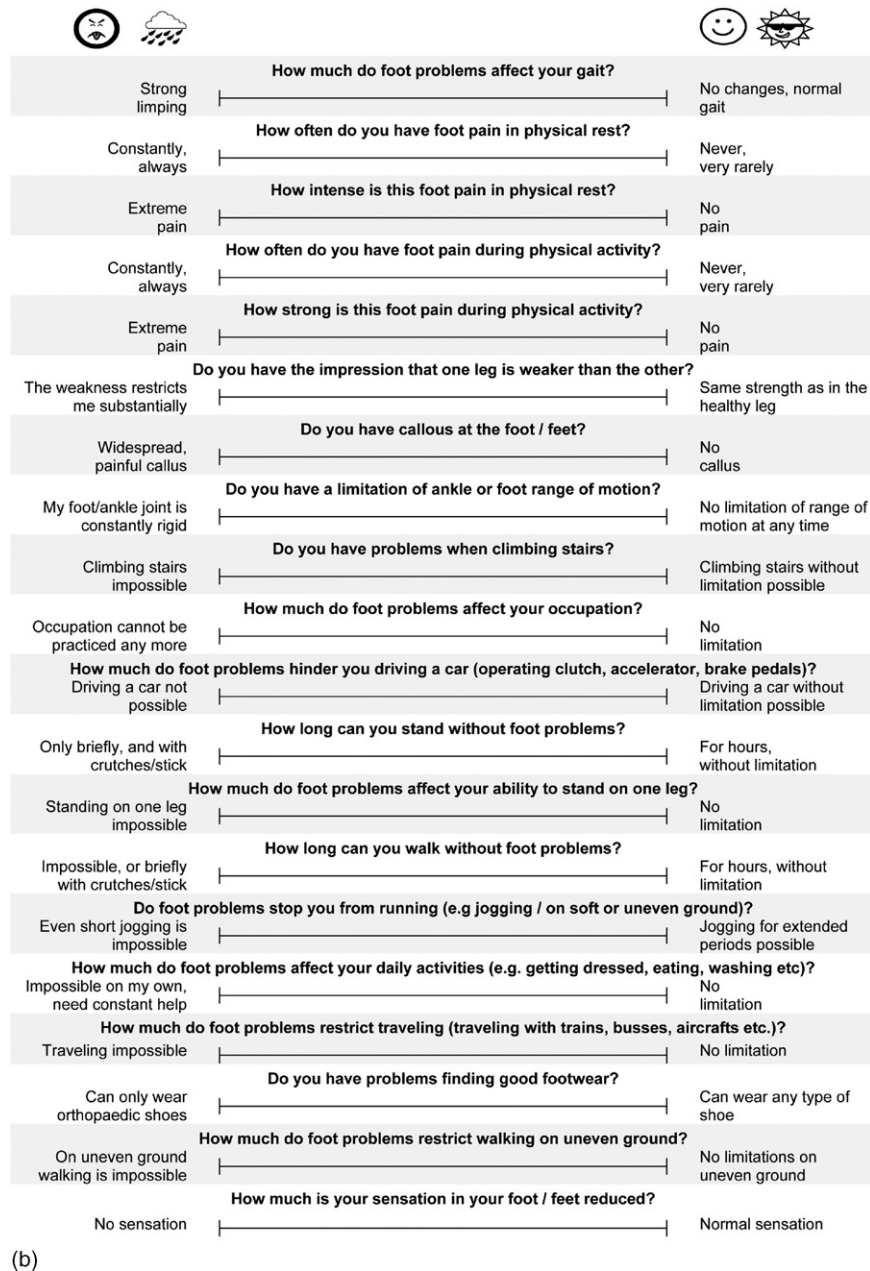 How much do foot problems affect your gait?
Strong
limping
No changes, normal
gait
How often do you have foot pain in physical rest?
Constantly,
always
Never,
very rarely
How intense is this foot pain in physical rest?
Extreme
pain
No
pain
How often do you have foot pain during physical activity?
Constantly,
always
Never,
very rarely
How strong is this foot pain during physical activity?
Extreme
pain
No
pain
Do you have the impression that one leg is weaker than the other?
The weakness restricts
me substantially
Same strength as in the
healthy leg
Do you have callous at the foot / feet?
Widespread,
painful callus
No
callus
Do you have a limitation of ankle or foot range of motion?
My foot/ankle joint is
constantly rigid
No limitation of range of
motion at any time
Do you have problems when climbing stairs?
Climbing stairs
impossible
Climbing stairs without
limitation possible
How much do foot problems affect your occupation?
Occupation cannot be
practiced any more
No
limitation
How much do foot problems hinder you driving a car (operating clutch, accelerator, brake pedals)?
Driving a car not
possible
Driving a car without
limitation possible
How long can you stand without foot problems?
Only briefly, and with
crutches/stick
For hours,
without limitation
How much do foot problems affect your ability to stand on one leg?
Standing on one leg
impossible
No
limitation
How long can you walk without foot problems?
Impossible, or briefly
with crutches/stick
For hours, without
limitation
Do foot problems stop you from running (e.g jogging / on soft or uneven ground)?
Even short jogging is
impossible
Jogging for extended
periods possible
How much do foot problems affect your daily activities (e.g. getting dressed, eating, washing etc)?
Impossible on my own,
need constant help
No
limitation
How much do foot problems restrict traveling (traveling with trains, busses, aircrafts etc.)?
Traveling impossible
No limitation
Do you have problems finding good footwear?
Can only wear
orthopaedic shoes
Can wear any type of
shoe
How much do foot problems restrict walking on uneven ground?
On uneven ground
walking is impossible
No limitations on
uneven ground
How much is your sensation in your foot / feet reduced?
No sensation
Normal sensation
(b)